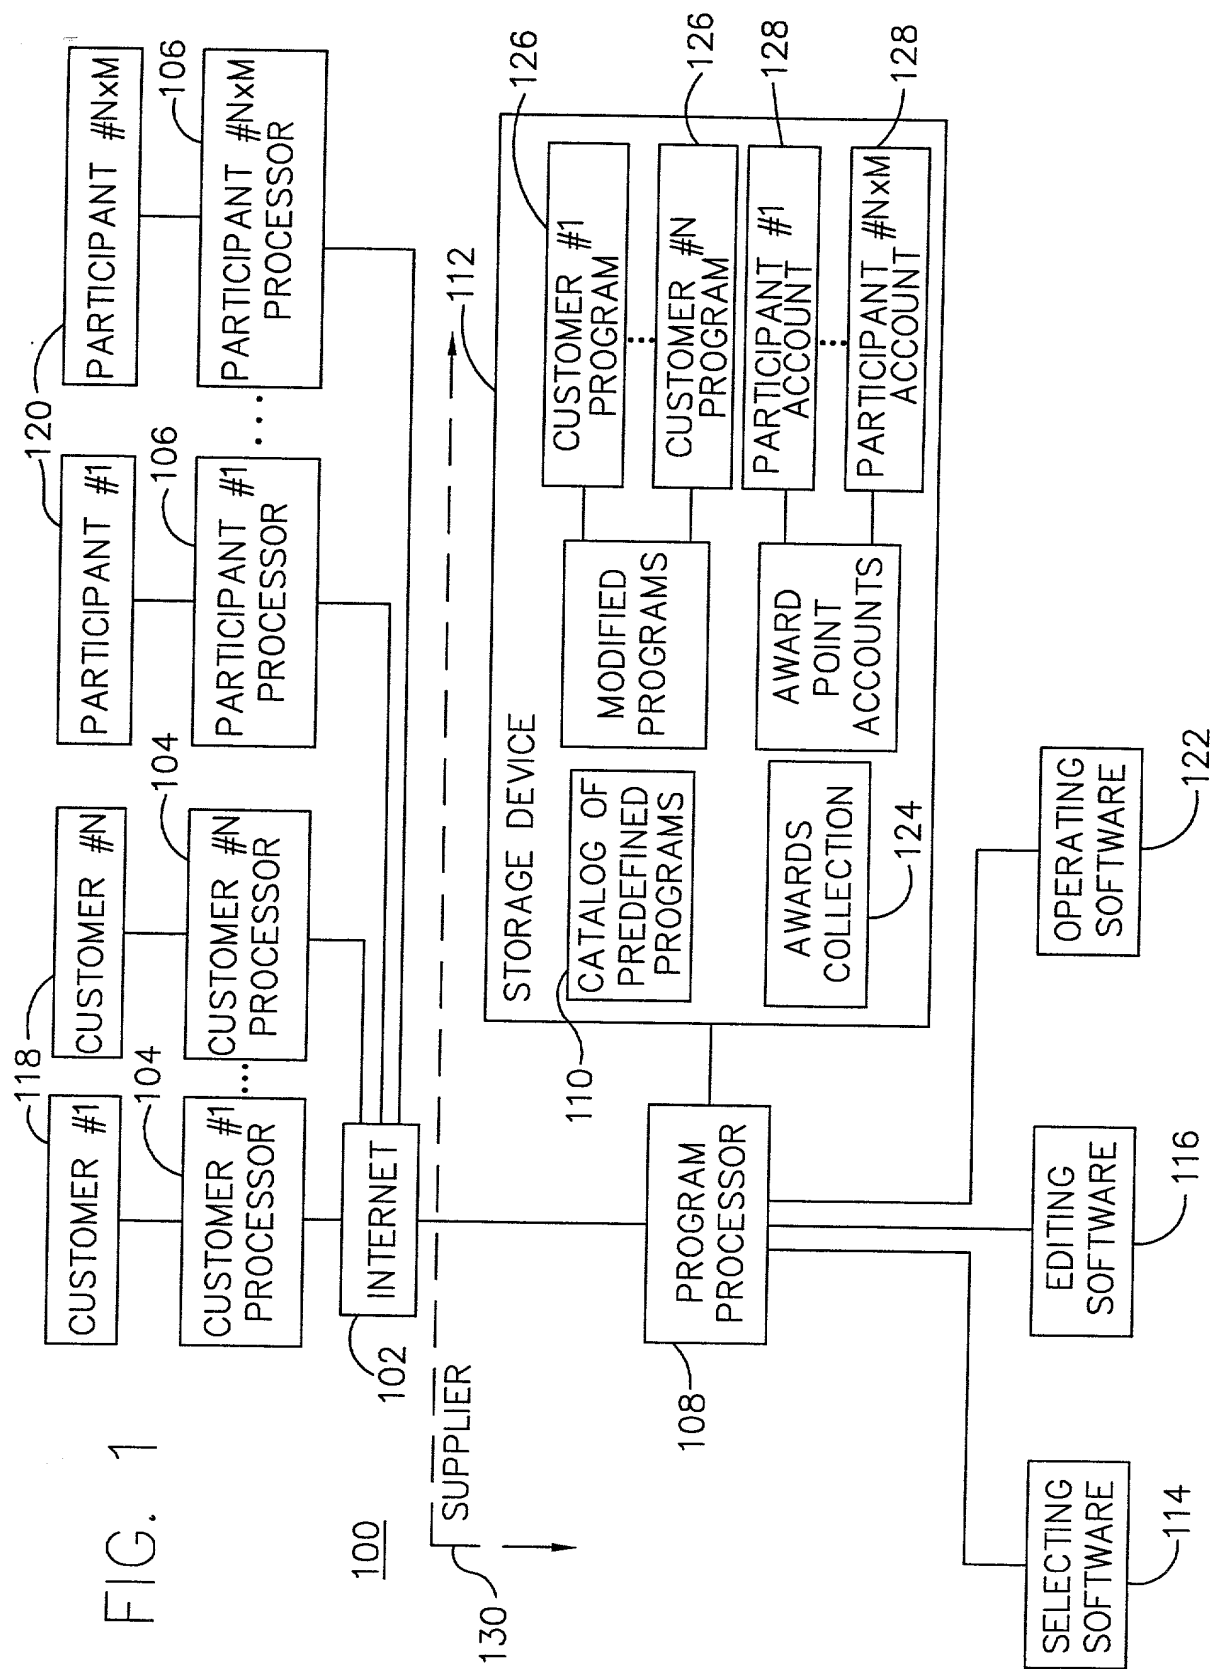 FIG. 1
100
118
CUSTOMER #1
CUSTOMER #N
120
PARTICIPANT #1
PARTICIPANT #NxM
104
CUSTOMER #1
PROCESSOR
...
104
CUSTOMER #N
PROCESSOR
106
PARTICIPANT #1
PROCESSOR
...
106
PARTICIPANT #NxM
PROCESSOR
102
INTERNET
130
SUPPLIER
112
STORAGE DEVICE
110
CATALOG OF
PREDEFINED
PROGRAMS
MODIFIED
PROGRAMS
CUSTOMER #1
PROGRAM
126
...
CUSTOMER #N
PROGRAM
126
AWARDS
COLLECTION
124
AWARD
POINT
ACCOUNTS
PARTICIPANT #1
ACCOUNT
128
...
PARTICIPANT #NxM
ACCOUNT
128
108
PROGRAM
PROCESSOR
SELECTING
SOFTWARE
114
EDITING
SOFTWARE
116
OPERATING
SOFTWARE
122